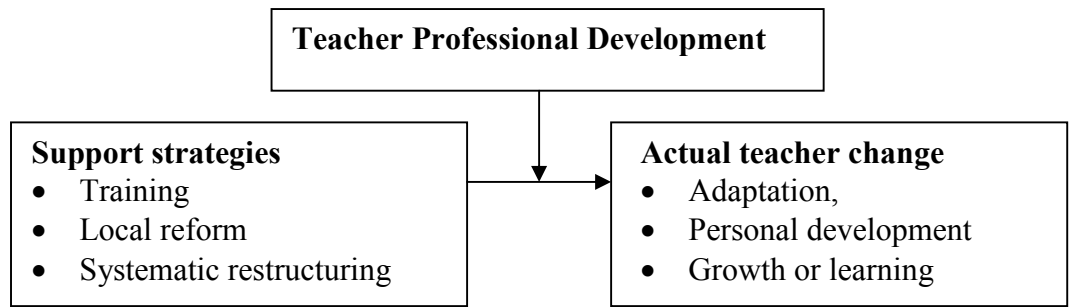 Teacher Professional Development
Support strategies
• Training
• Local reform
• Systematic restructuring
Actual teacher change
• Adaptation,
• Personal development
• Growth or learning